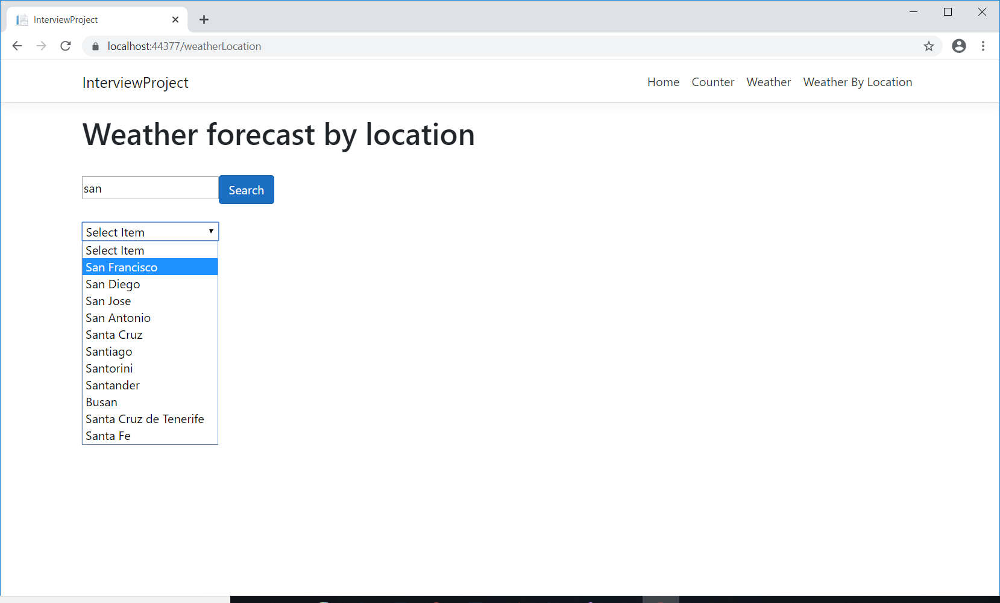 InterviewProject
localhost:44377/weatherLocation
InterviewProject Home Counter Weather Weather By Location
Weather forecast by location
san Search
Select Item
Select Item
San Francisco
San Diego
San Jose
San Antonio
Santa Cruz
Santiago
Santorini
Santander
Busan
Santa Cruz de Tenerife
Santa Fe